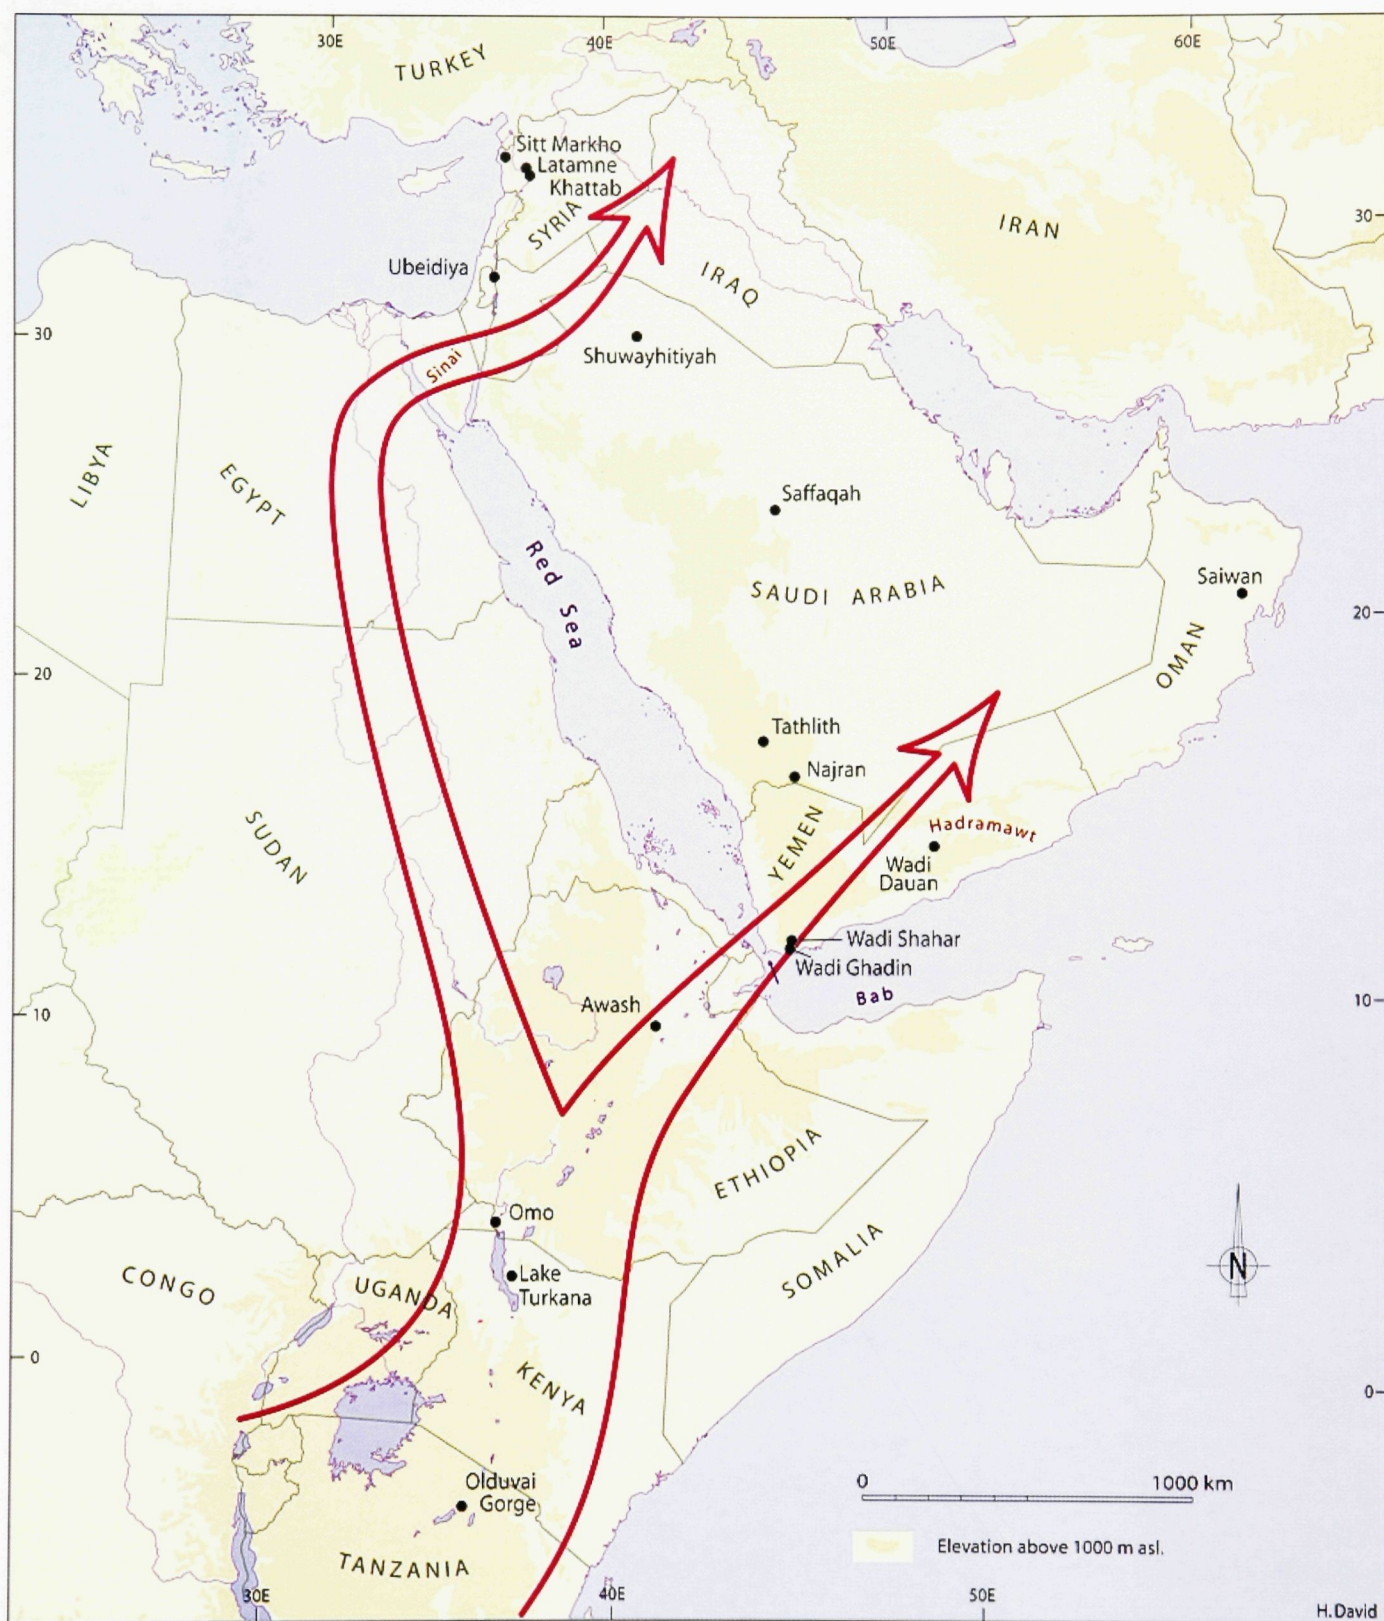 30E
40E
50E
60E
TURKEY
Sitt Markho
Latamne
Khattab
SYRIA
30
IRAN
Ubeidiya
IRAQ
30
Sinai
Shuwayhitiyah
LIBYA
EGYPT
Saffaqah
Red Sea
SAUDI ARABIA
Saiwan
20
OMAN
20
Tathlith
Najran
SUDAN
YEMEN
Hadramawt
Wadi
Dauan
Wadi Shahar
Wadi Ghadin
Bab
Awash
10
10
ETHIOPIA
Omo
SOMALIA
N
CONGO
UGANDA
Lake
Turkana
0
KENYA
0
Olduvai
Gorge
0 1000 km
TANZANIA
Elevation above 1000 m asl.
30E
40E
50E
H.David